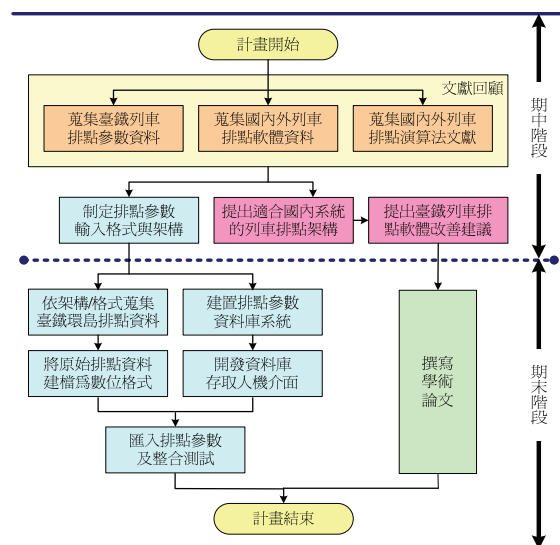 計畫開始
文獻回顧
蒐集臺鐵列車
排點參數資料
蒐集國內外列車
排點軟體資料
蒐集國內外列車
排點演算法文獻
期中階段
制定排點參數
輸入格式與架構
提出適合國內系統
的列車排點架構
提出臺鐵列車排
點軟體改善建議
依架構/格式蒐集
臺鐵環島排點資料
建置排點參數
資料庫系統
將原始排點資料
建檔為數位格式
開發資料庫
存取人機介面
撰寫
學術
論文
期末階段
匯入排點參數
及整合測試
計畫結束